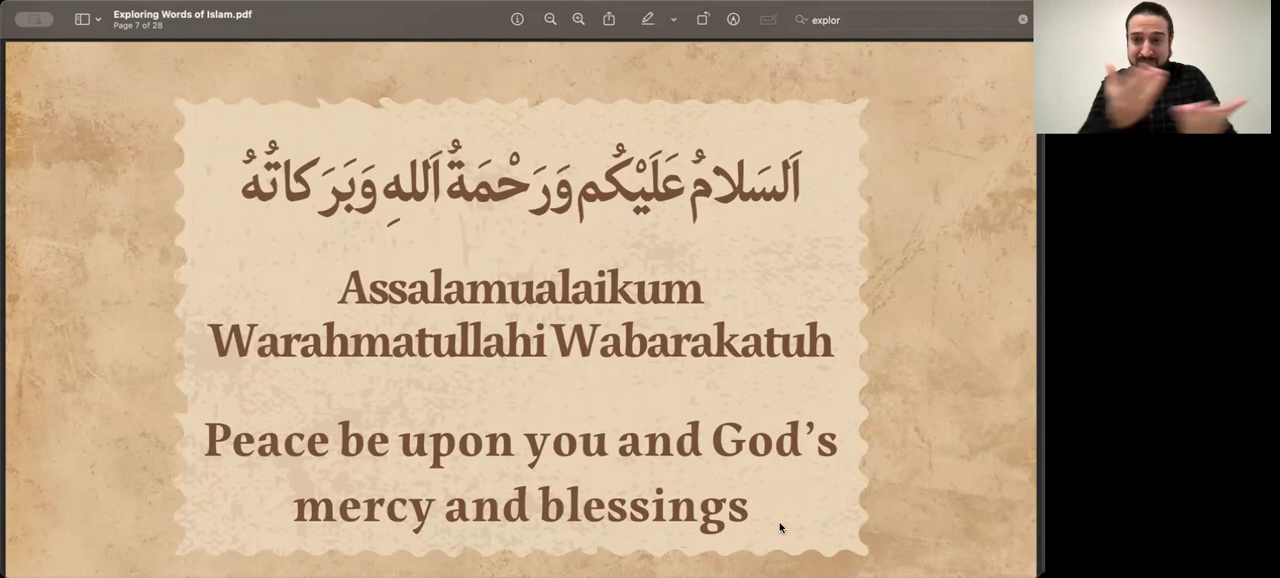 Exploring Words of Islam.pdf
Page 7 of 28
explor
اَلسَلامُ عَلَيْكُم وَرَحْمَةُ اَللهِ وَبَرَكاتُهُ
Assalamualaikum
Warahmatullahi Wabarakatuh
Peace be upon you and God’s
mercy and blessings